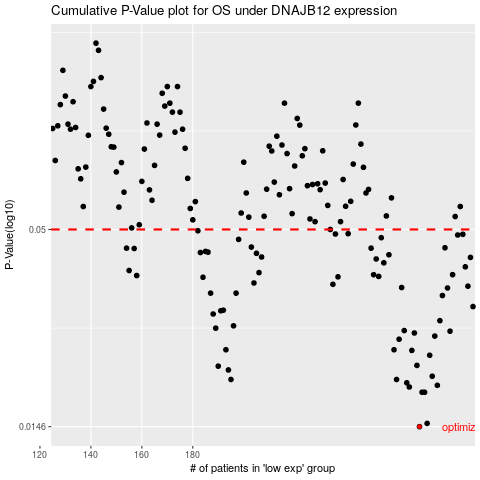 Cumulative P-Value plot for OS under DNAJB12 expression
P-Value(log10)
0.05
0.0146
optimiz
120 140 160 180
# of patients in 'low exp' group